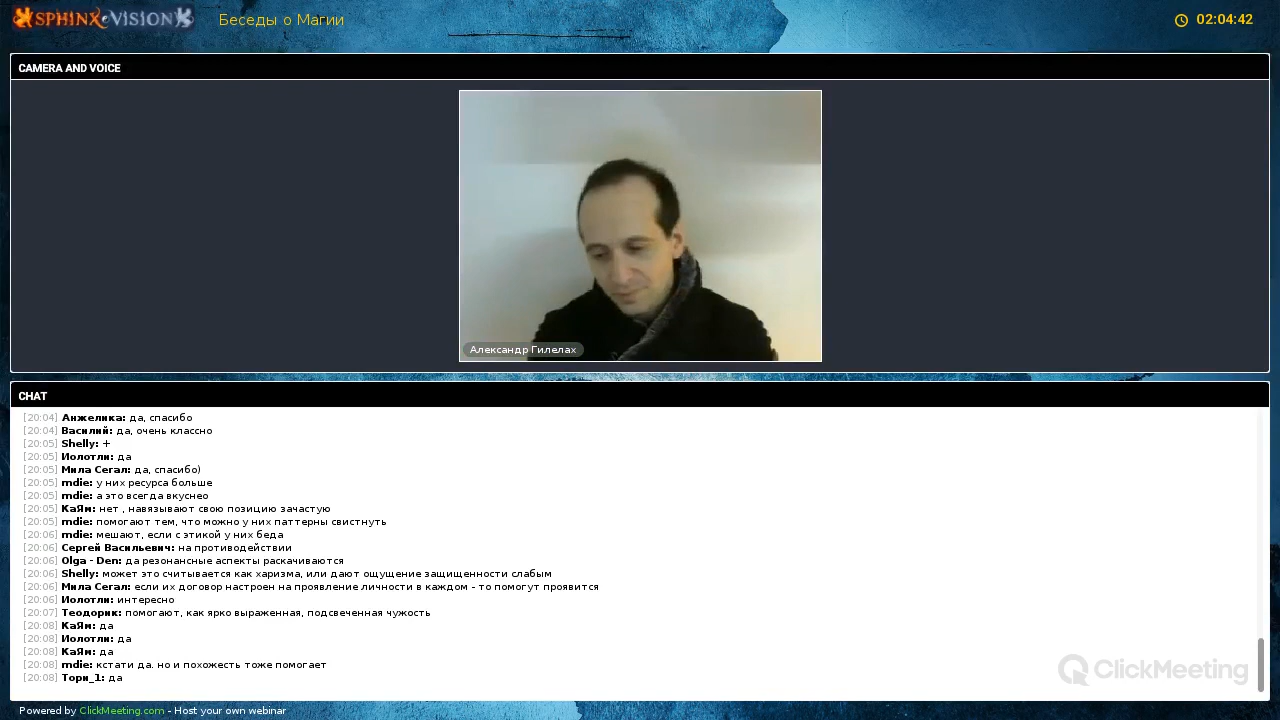 SPHINX VISION Беседы о Магии 02:04:42
CAMERA AND VOICE
Александр Гилелах
CHAT
[20:04] Анжелика: да, спасибо
[20:04] Василий: да, очень классно
[20:05] Shelly: +
[20:05] Иолотли: да
[20:05] Мила Сегал: да, спасибо)
[20:05] mdie: у них ресурса больше
[20:05] mdie: а это всегда вкуснео
[20:05] КаЯм: нет , навязывают свою позицию зачастую
[20:05] mdie: помогают тем, что можно у них паттерны свистнуть
[20:06] mdie: мешают, если с этикой у них беда
[20:06] Сергей Васильевич: на противодействии
[20:06] Olga - Den: да резонансные аспекты раскачиваются
[20:06] Shelly: может это считывается как харизма, или дают ощущение защищенности слабым
[20:06] Мила Сегал: если их договор настроен на проявление личности в каждом - то помогут проявится
[20:06] Иолотли: интересно
[20:07] Теодорик: помогают, как ярко выраженная, подсвеченная чужость
[20:08] КаЯм: да
[20:08] Иолотли: да
[20:08] КаЯм: да
[20:08] mdie: кстати да. но и похожесть тоже помогает
[20:08] Тори_1: да
ClickMeeting
Powered by ClickMeeting.com - Host your own webinar